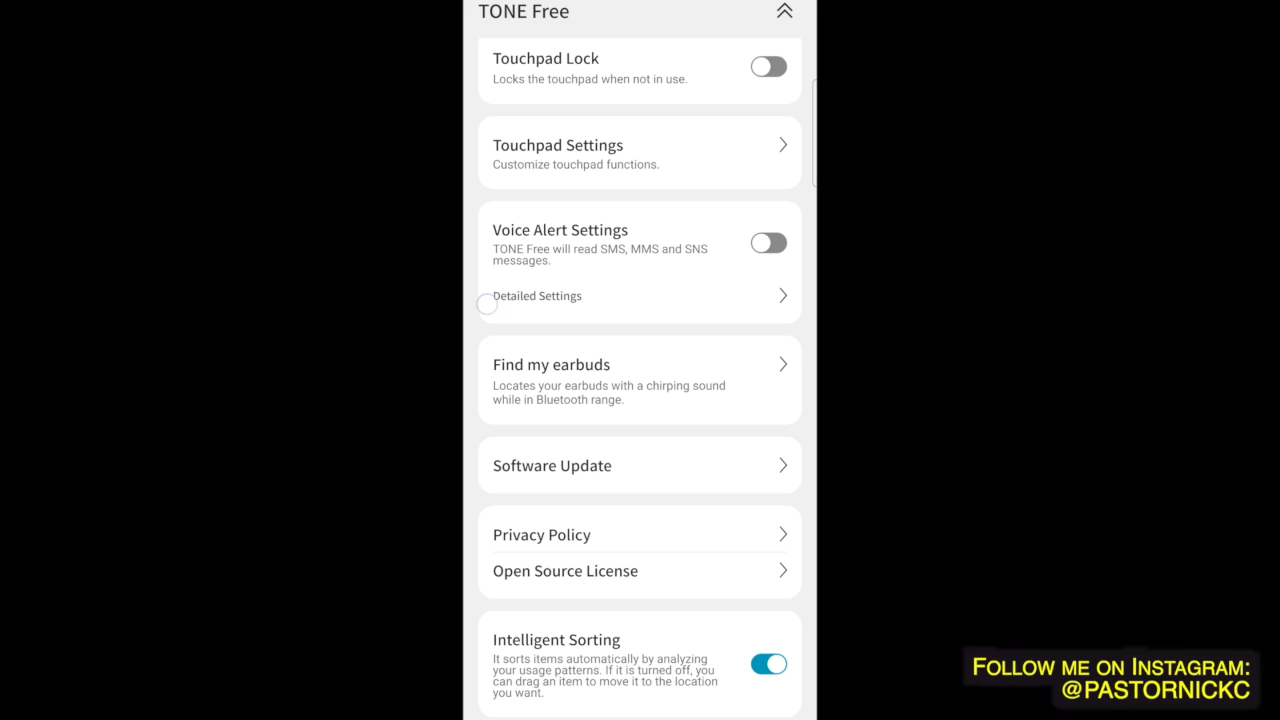 TONE Free
Touchpad Lock
Locks the touchpad when not in use.
Touchpad Settings
Customize touchpad functions.
Voice Alert Settings
TONE Free will read SMS, MMS and SNS
messages.
Detailed Settings
Find my earbuds
Locates your earbuds with a chirping sound
while in Bluetooth range.
Software Update
Privacy Policy
Open Source License
Intelligent Sorting
It sorts items automatically by analyzing
your usage patterns. If it is turned off, you
can drag an item to move it to the location
you want.
FOLLOW ME ON INSTAGRAM:
@PASTORNICKC